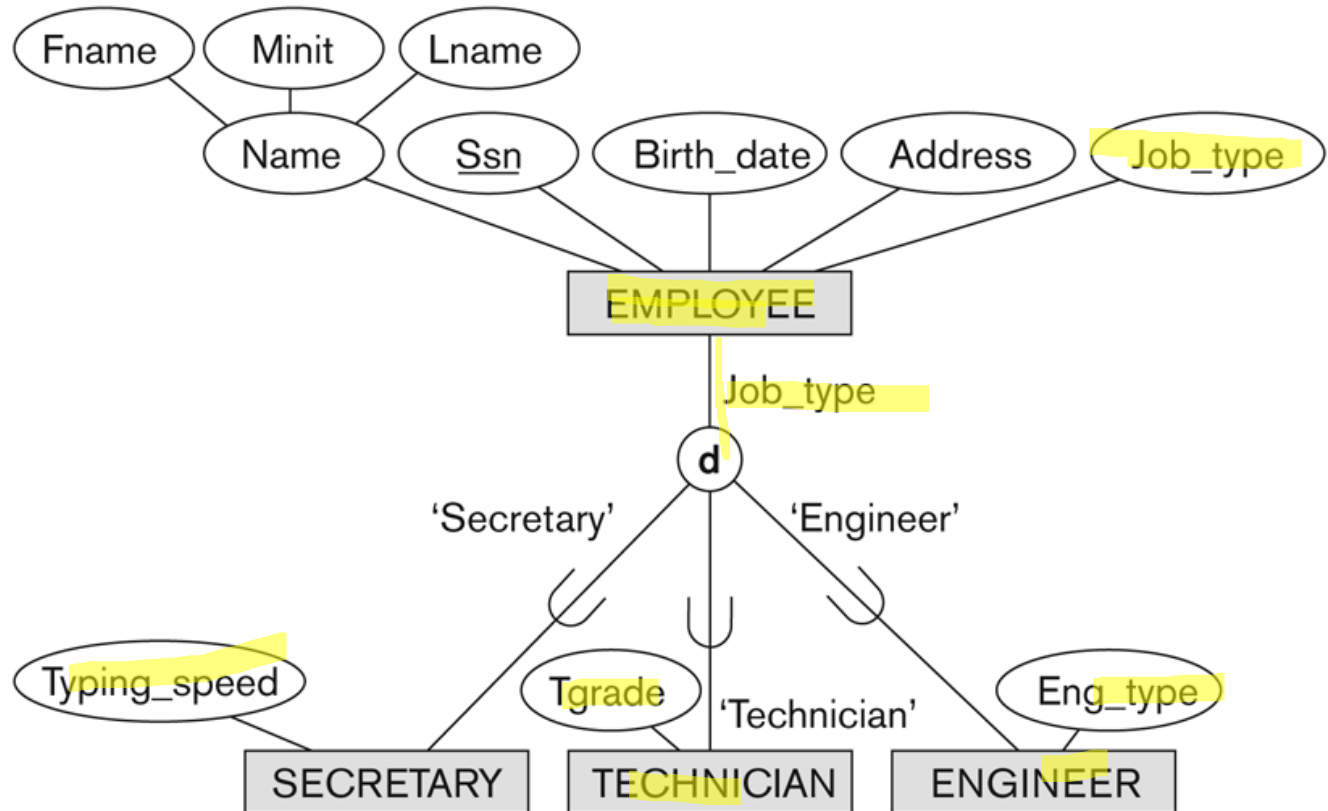 Fname Minit Lname
Name Ssn Birth_date Address Job_type
EMPLOYEE
Job_type
d
‘Secretary’ ‘Engineer’
Typing_speed Tgrade Eng_type
‘Technician’
SECRETARY TECHNICIAN ENGINEER